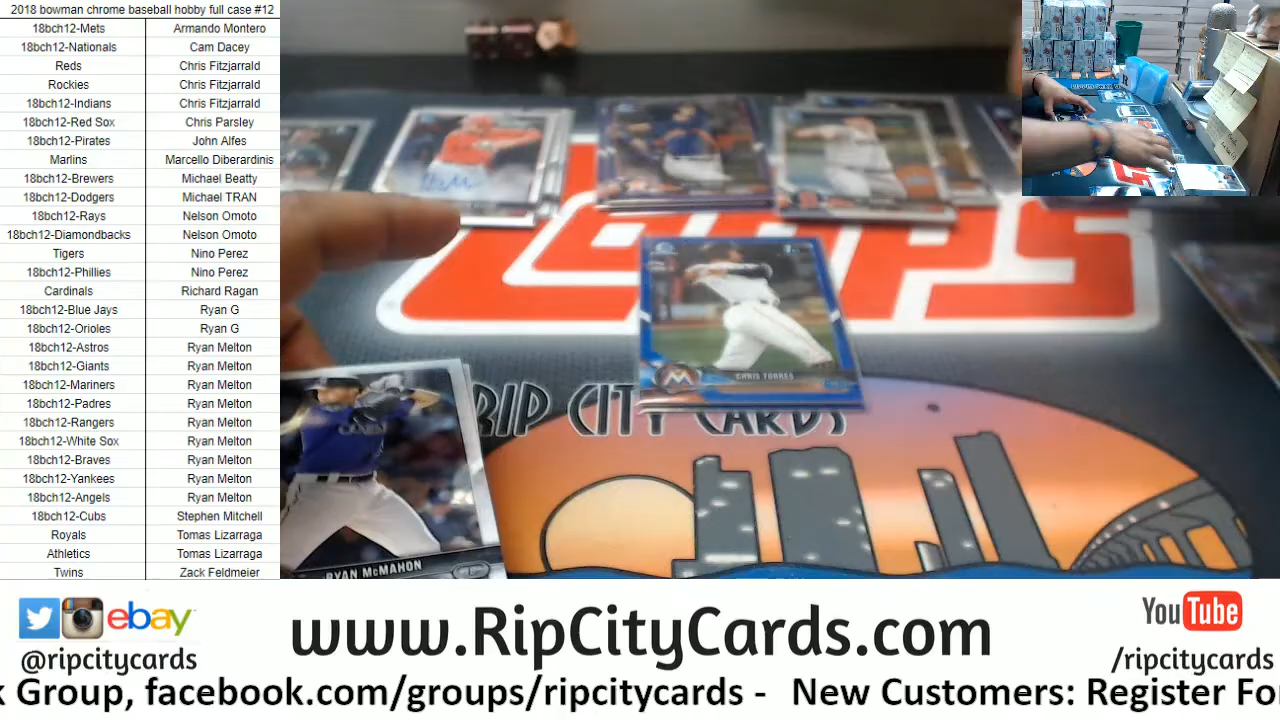 2018 bowman chrome baseball hobby full case #12
18bch12-Mets Armando Montero
18bch12-Nationals Cam Dacey
Reds Chris Fitzjarrald
Rockies Chris Fitzjarrald
18bch12-Indians Chris Fitzjarrald
18bch12-Red Sox Chris Parsley
18bch12-Pirates John Alfes
Marlins Marcello Diberardinis
18bch12-Brewers Michael Beatty
18bch12-Dodgers Michael TRAN
18bch12-Rays Nelson Omoto
18bch12-Diamondbacks Nelson Omoto
Tigers Nino Perez
18bch12-Phillies Nino Perez
Cardinals Richard Ragan
18bch12-Blue Jays Ryan G
18bch12-Orioles Ryan G
18bch12-Astros Ryan Melton
18bch12-Giants Ryan Melton
18bch12-Mariners Ryan Melton
18bch12-Padres Ryan Melton
18bch12-Rangers Ryan Melton
18bch12-White Sox Ryan Melton
18bch12-Braves Ryan Melton
18bch12-Yankees Ryan Melton
18bch12-Angels Ryan Melton
18bch12-Cubs Stephen Mitchell
Royals Tomas Lizarraga
Athletics Tomas Lizarraga
Twins Zack Feldmeier
CHRIS TORRES
RIP CITY CARDS
RYAN McMAHON
ebay
@ripcitycards
www.RipCityCards.com
YouTube
/ripcitycards
k Group, facebook.com/groups/ripcitycards - New Customers: Register For